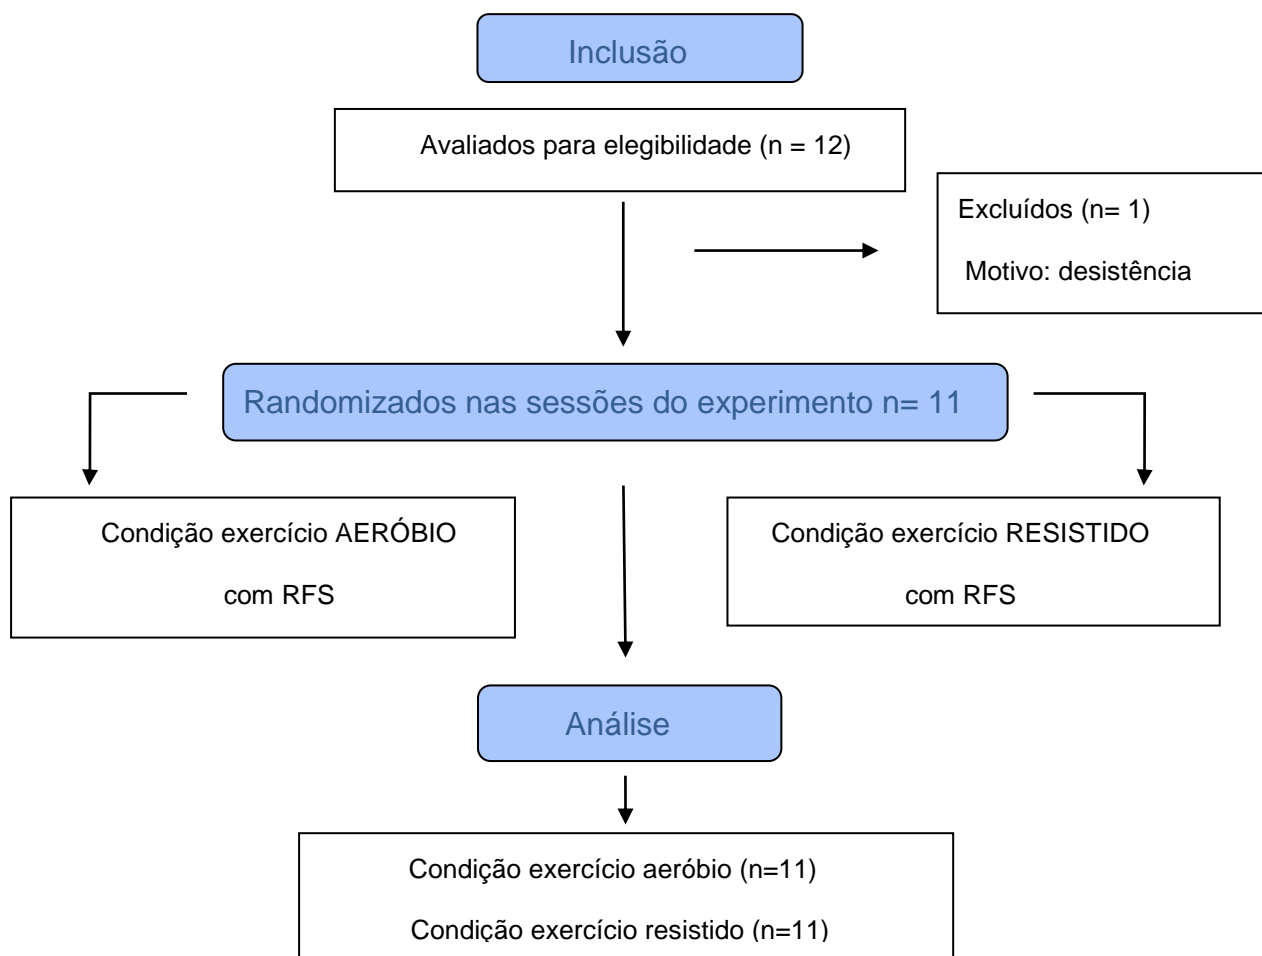 Inclusão
Avaliados para elegibilidade (n = 12)
Excluídos (n= 1)
Motivo: desistência
Randomizados nas sessões do experimento n= 11
Condição exercício AERÓBIO
com RFS
Condição exercício RESISTIDO
com RFS
Análise
Condição exercício aeróbio (n=11)
Condição exercício resistido (n=11)